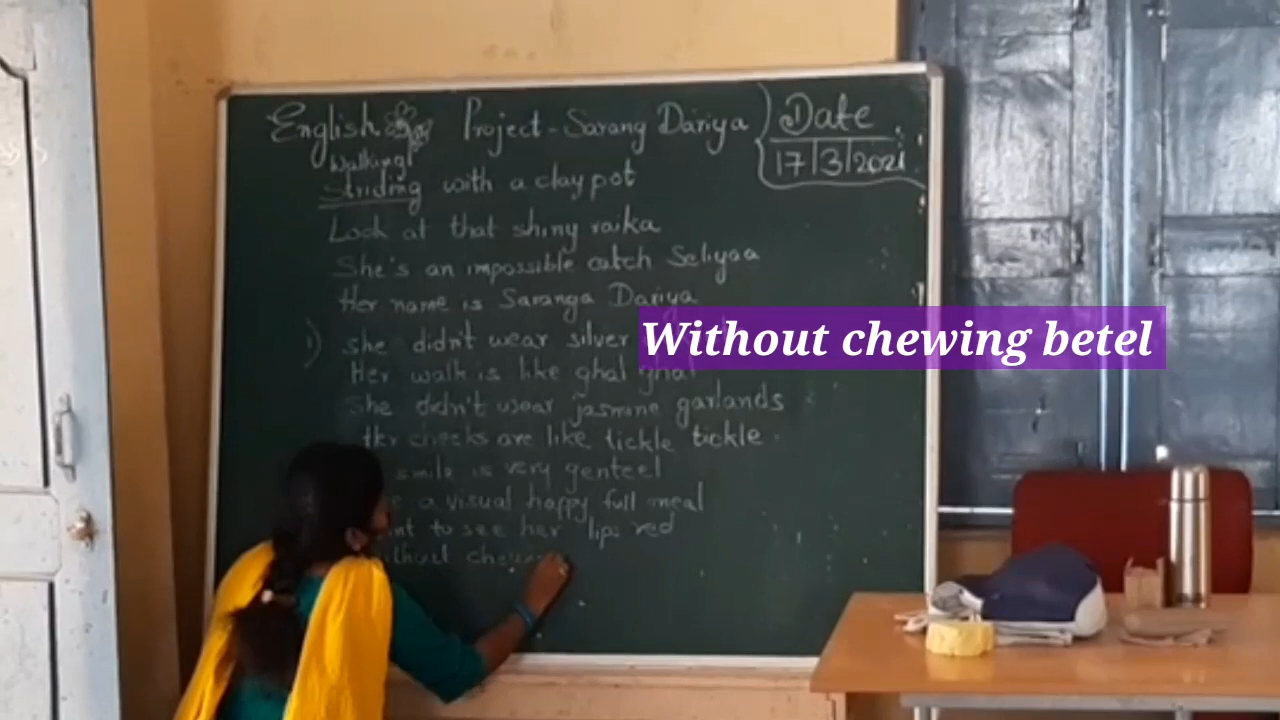 English Project - Sarang Dariya
Date
17/3/2021
Walking
Striding with a clay pot
Look at that shiny raika
She's an impossible catch Seliyaa
Her name is Saranga Dariya
1) She didn't wear silver
Without chewing betel
Her walk is like ghal ghal
She didn't wear jasmine garlands
Her cheeks are like tickle tickle.
smile is very genteel
a visual happy full meal
to see her lips red